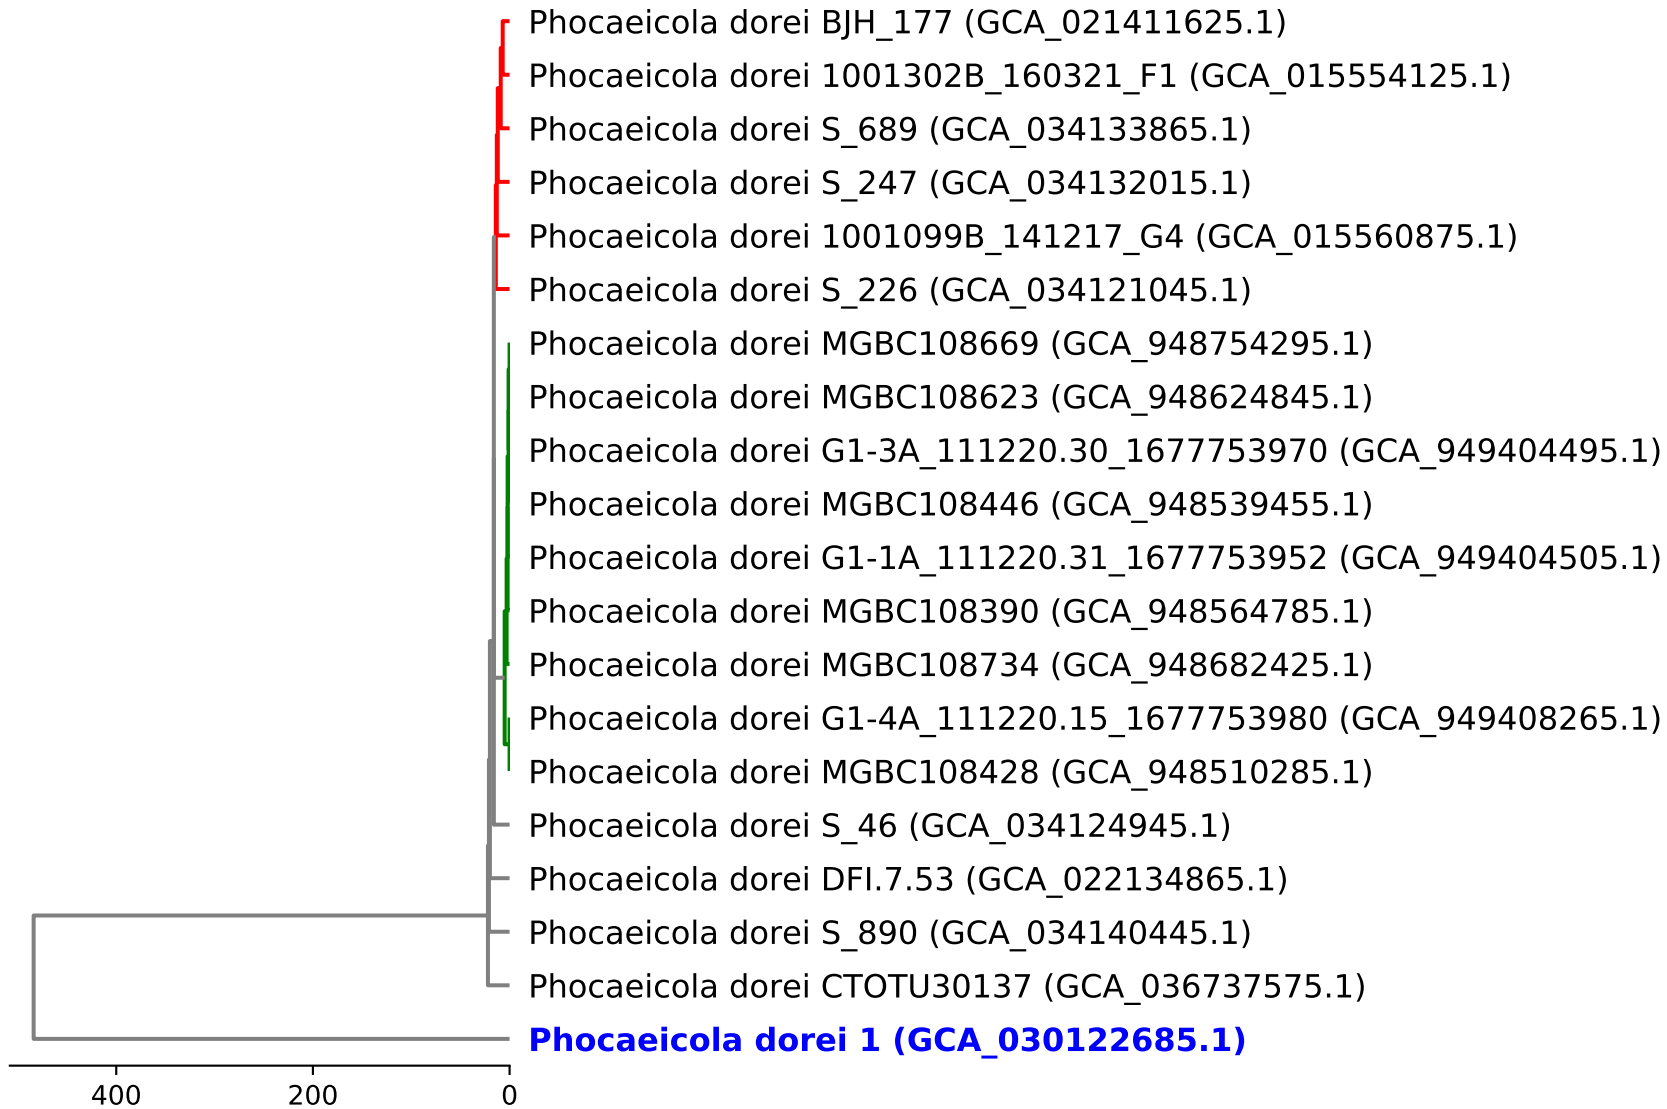 Phocaeicola dorei BJH_177 (GCA_021411625.1)
Phocaeicola dorei 1001302B_160321_F1 (GCA_015554125.1)
Phocaeicola dorei S_689 (GCA_034133865.1)
Phocaeicola dorei S_247 (GCA_034132015.1)
Phocaeicola dorei 1001099B_141217_G4 (GCA_015560875.1)
Phocaeicola dorei S_226 (GCA_034121045.1)
Phocaeicola dorei MGBC108669 (GCA_948754295.1)
Phocaeicola dorei MGBC108623 (GCA_948624845.1)
Phocaeicola dorei G1-3A_111220.30_1677753970 (GCA_949404495.1)
Phocaeicola dorei MGBC108446 (GCA_948539455.1)
Phocaeicola dorei G1-1A_111220.31_1677753952 (GCA_949404505.1)
Phocaeicola dorei MGBC108390 (GCA_948564785.1)
Phocaeicola dorei MGBC108734 (GCA_948682425.1)
Phocaeicola dorei G1-4A_111220.15_1677753980 (GCA_949408265.1)
Phocaeicola dorei MGBC108428 (GCA_948510285.1)
Phocaeicola dorei S_46 (GCA_034124945.1)
Phocaeicola dorei DFI.7.53 (GCA_022134865.1)
Phocaeicola dorei S_890 (GCA_034140445.1)
Phocaeicola dorei CTOTU30137 (GCA_036737575.1)
Phocaeicola dorei 1 (GCA_030122685.1)
400 200 0